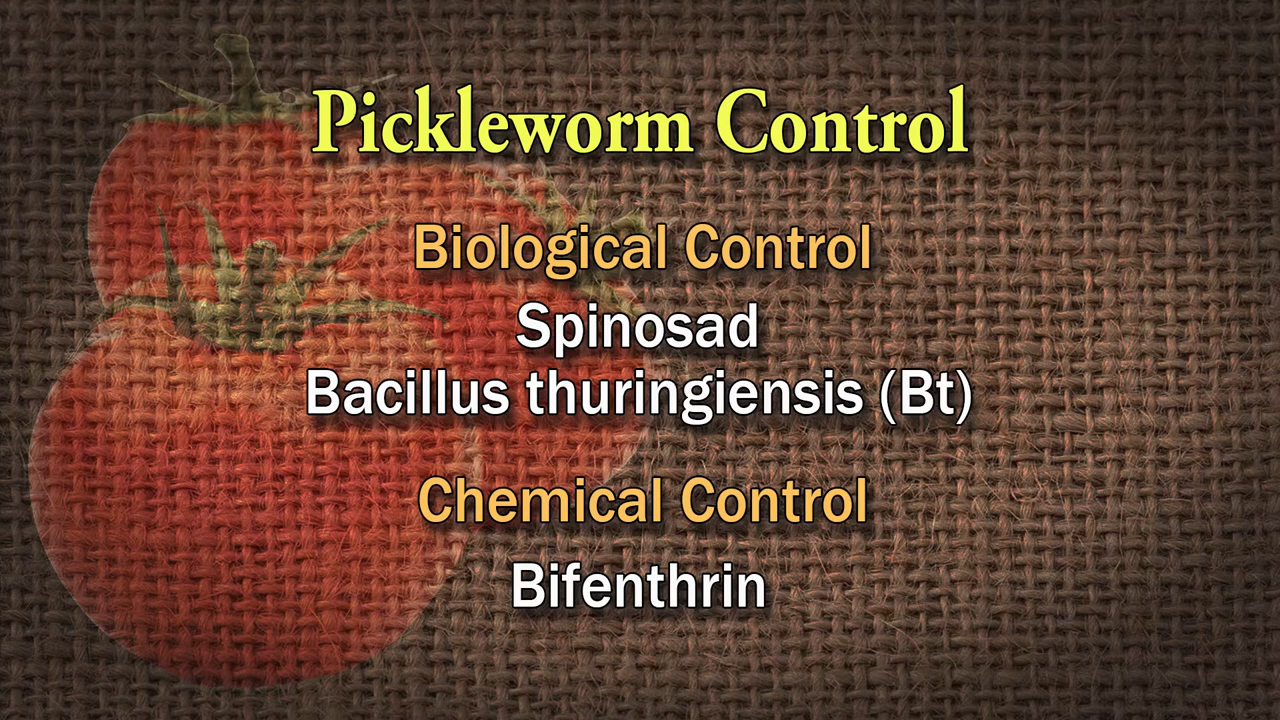 Pickleworm Control
Biological Control
Spinosad
Bacillus thuringiensis (Bt)
Chemical Control
Bifenthrin